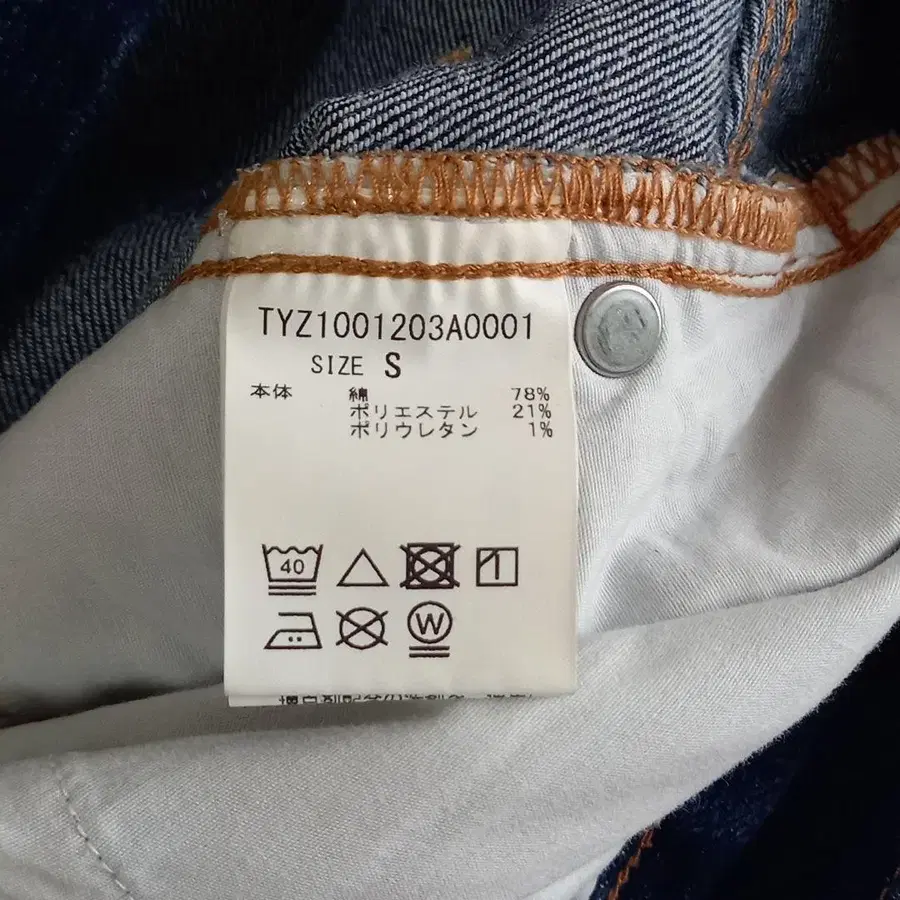 TYZ1001203A0001
SIZE S
本体 綿 78%
ポリエステル 21%
ポリウレタン 1%
40
W